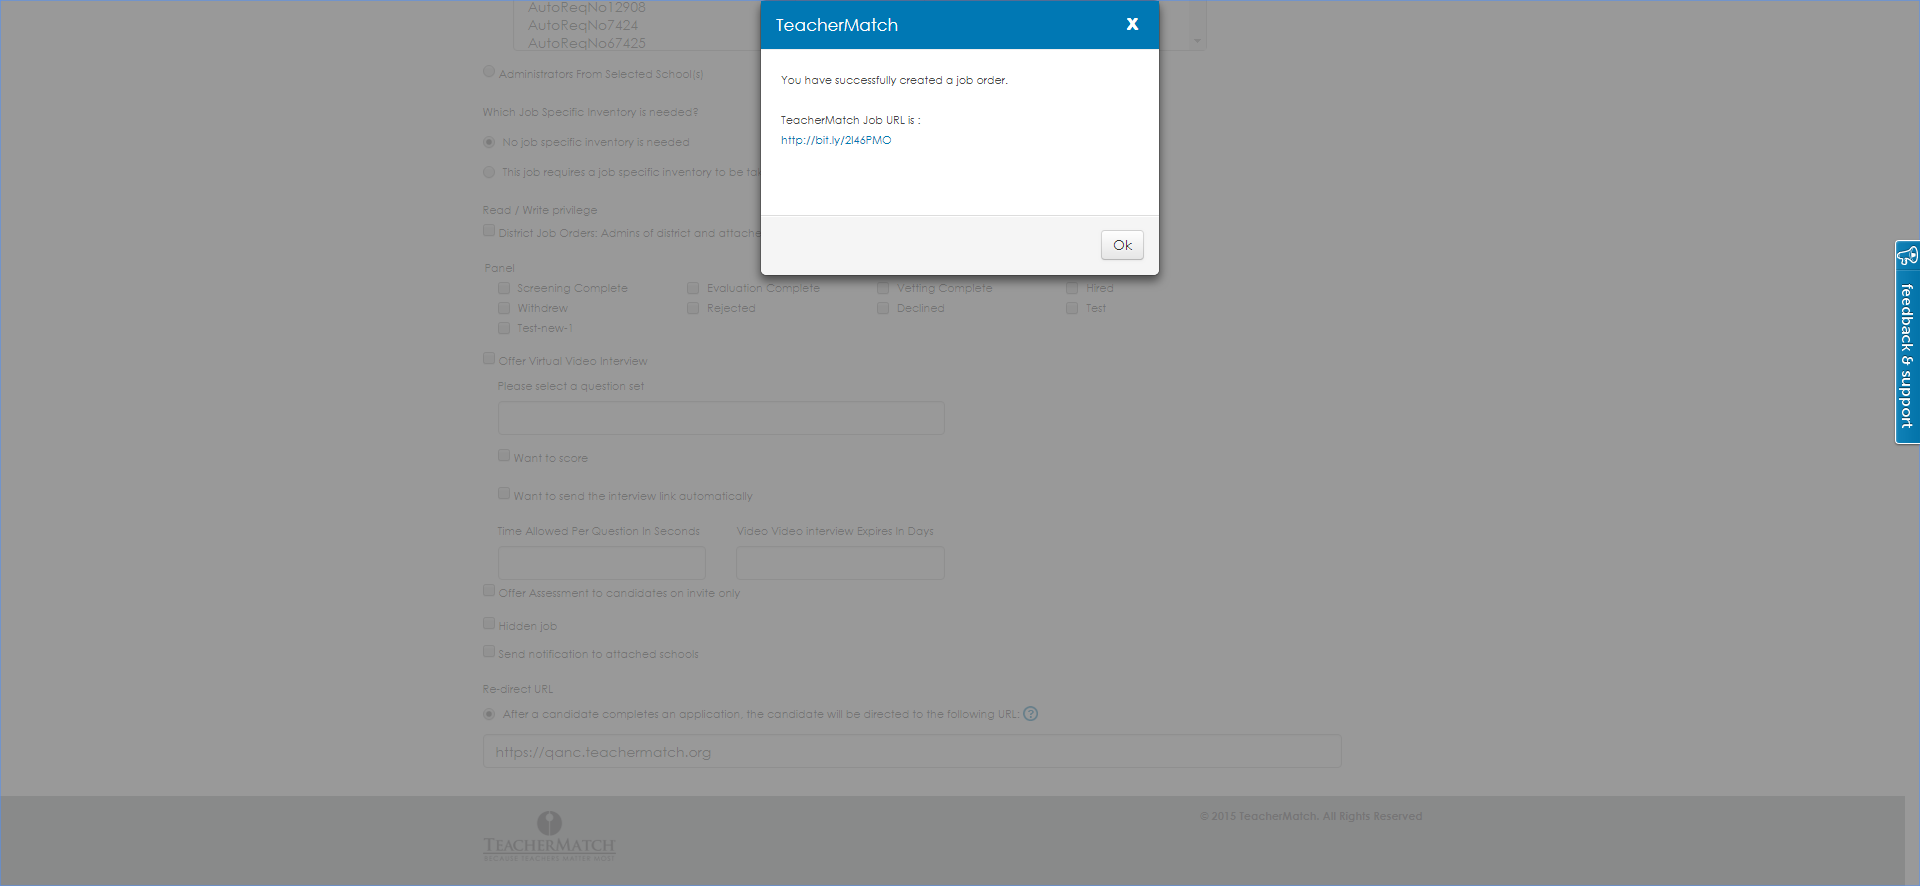 AutoReqNo12908
AutoReqNo7424
AutoReqNo67425
Administrators From Selected School(s)
Which Job Specific Inventory is needed?
No job specific inventory is needed
This job requires a job specific inventory to be tak
Read / Write privilege
District Job Orders: Admins of district and attache
Panel
Screening Complete Evaluation Complete Vetting Complete Hired
Withdrew Rejected Declined Test
Test-new-1
Offer Virtual Video Interview
Please select a question set
Want to score
Want to send the interview link automatically
Time Allowed Per Question In Seconds Video Video interview Expires In Days
Offer Assessment to candidates on invite only
Hidden job
Send notification to attached schools
Re-direct URL
After a candidate completes an application, the candidate will be directed to the following URL: ?
https://qanc.teachermatch.org
TeacherMatch X
You have successfully created a job order.
TeacherMatch Job URL is :
http://bit.ly/2I46PMO
Ok
feedback & support
TEACHERMATCH
BECAUSE TEACHERS MATTER MOST
© 2015 TeacherMatch. All Rights Reserved